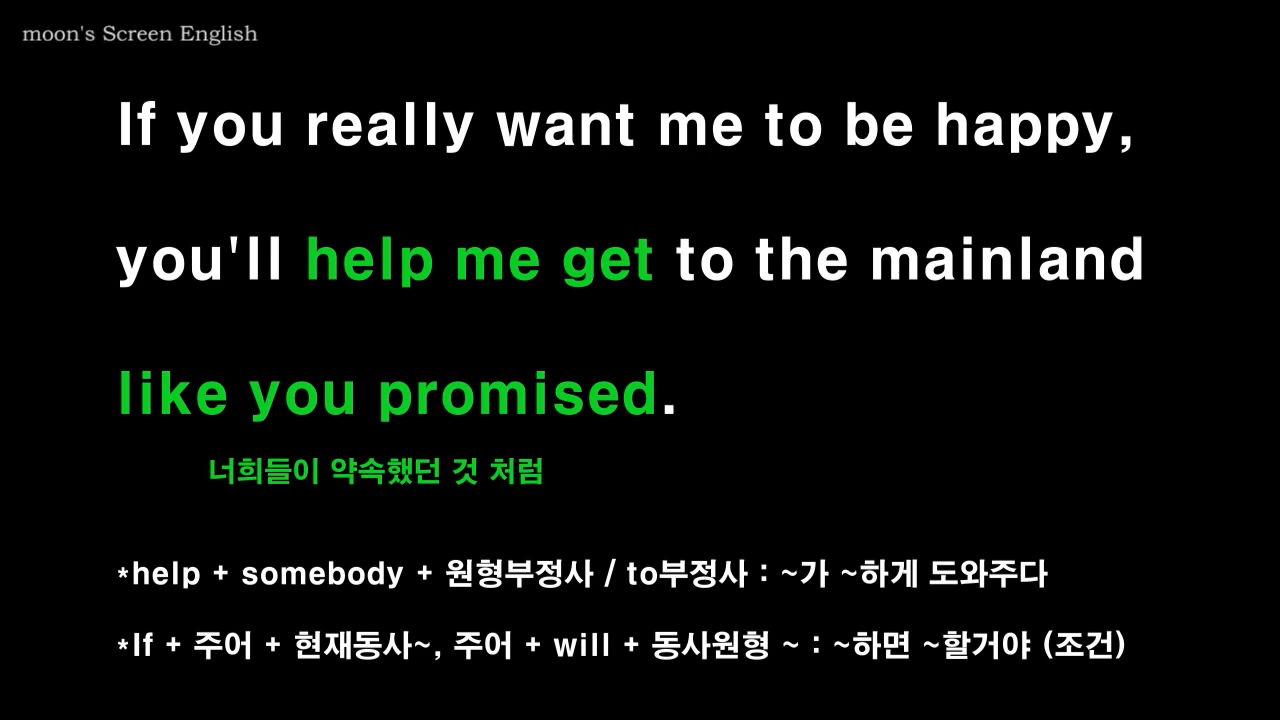 moon's Screen English
If you really want me to be happy,
you'll help me get to the mainland
like you promised.
너희들이 약속했던 것 처럼
*help + somebody + 원형부정사 / to부정사 : ~가 ~하게 도와주다
*If + 주어 + 현재동사~, 주어 + will + 동사원형 ~ : ~하면 ~할거야 (조건)